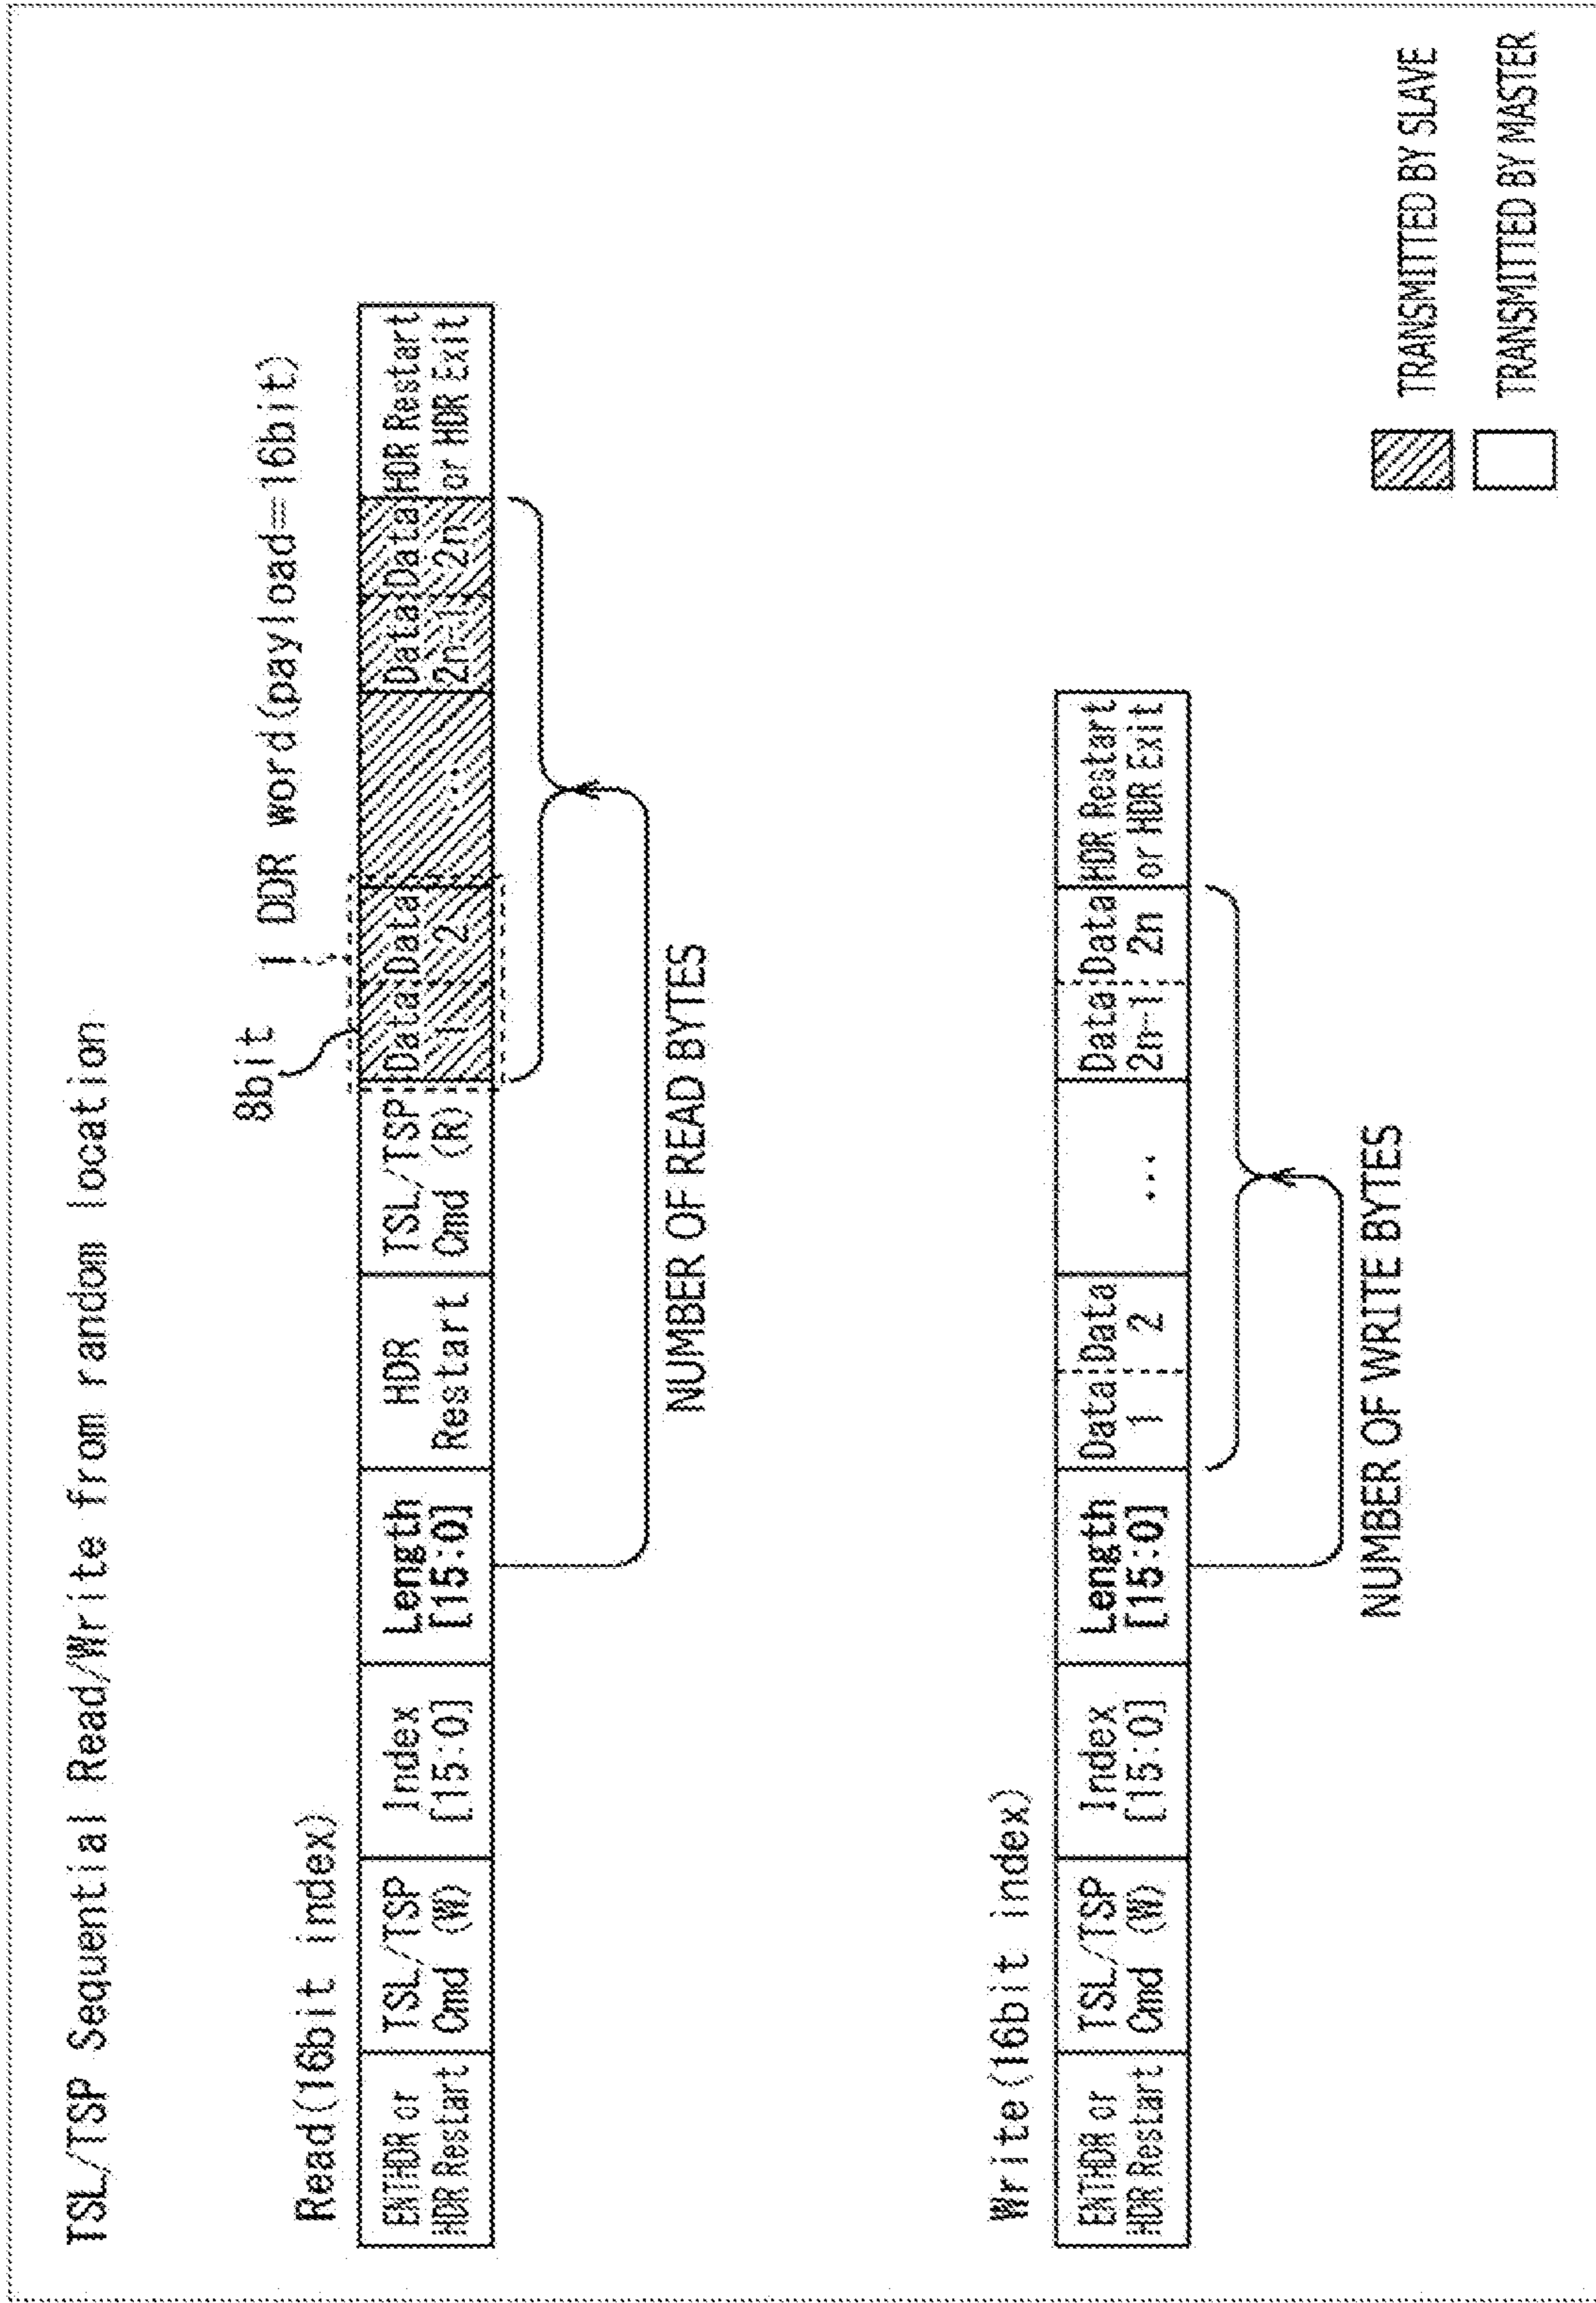 TSL/TSP Sequential Read/Write from random location
8bit
1 DDR word(payload=16bit)
Read(16bit index)
ENTHDR or
HDR Restart
TSL/TSP
Cmd (W)
Index
[15:0]
Length
[15:0]
HDR
Restart
TSL/TSP
Cmd (R)
Data
1
Data
2
...
Data
2n-1
Data
2n
HDR Restart
or HDR Exit
NUMBER OF READ BYTES
Write(16bit index)
ENTHDR or
HDR Restart
TSL/TSP
Cmd (W)
Index
[15:0]
Length
[15:0]
Data
1
Data
2
...
Data
2n-1
Data
2n
HDR Restart
or HDR Exit
NUMBER OF WRITE BYTES
TRANSMITTED BY SLAVE
TRANSMITTED BY MASTER